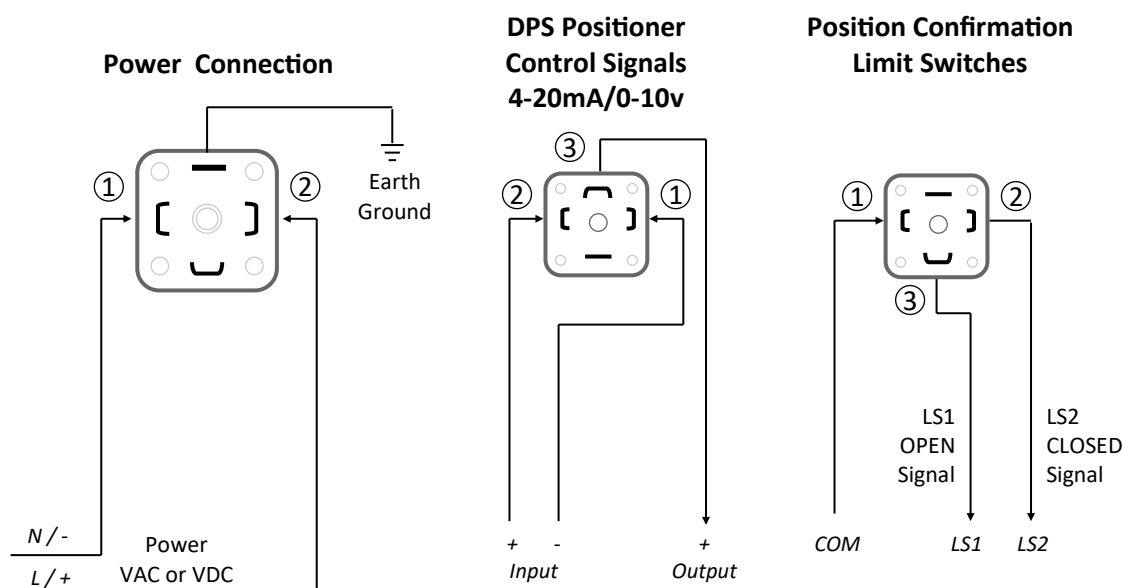 Power Connection
①
②
Earth
Ground
N / -
L / +
Power
VAC or VDC
DPS Positioner
Control Signals
4-20mA/0-10v
③
②
①
+
-
+
Input
Output
Position Confirmation
Limit Switches
①
②
③
LS1
OPEN
Signal
LS2
CLOSED
Signal
COM
LS1
LS2